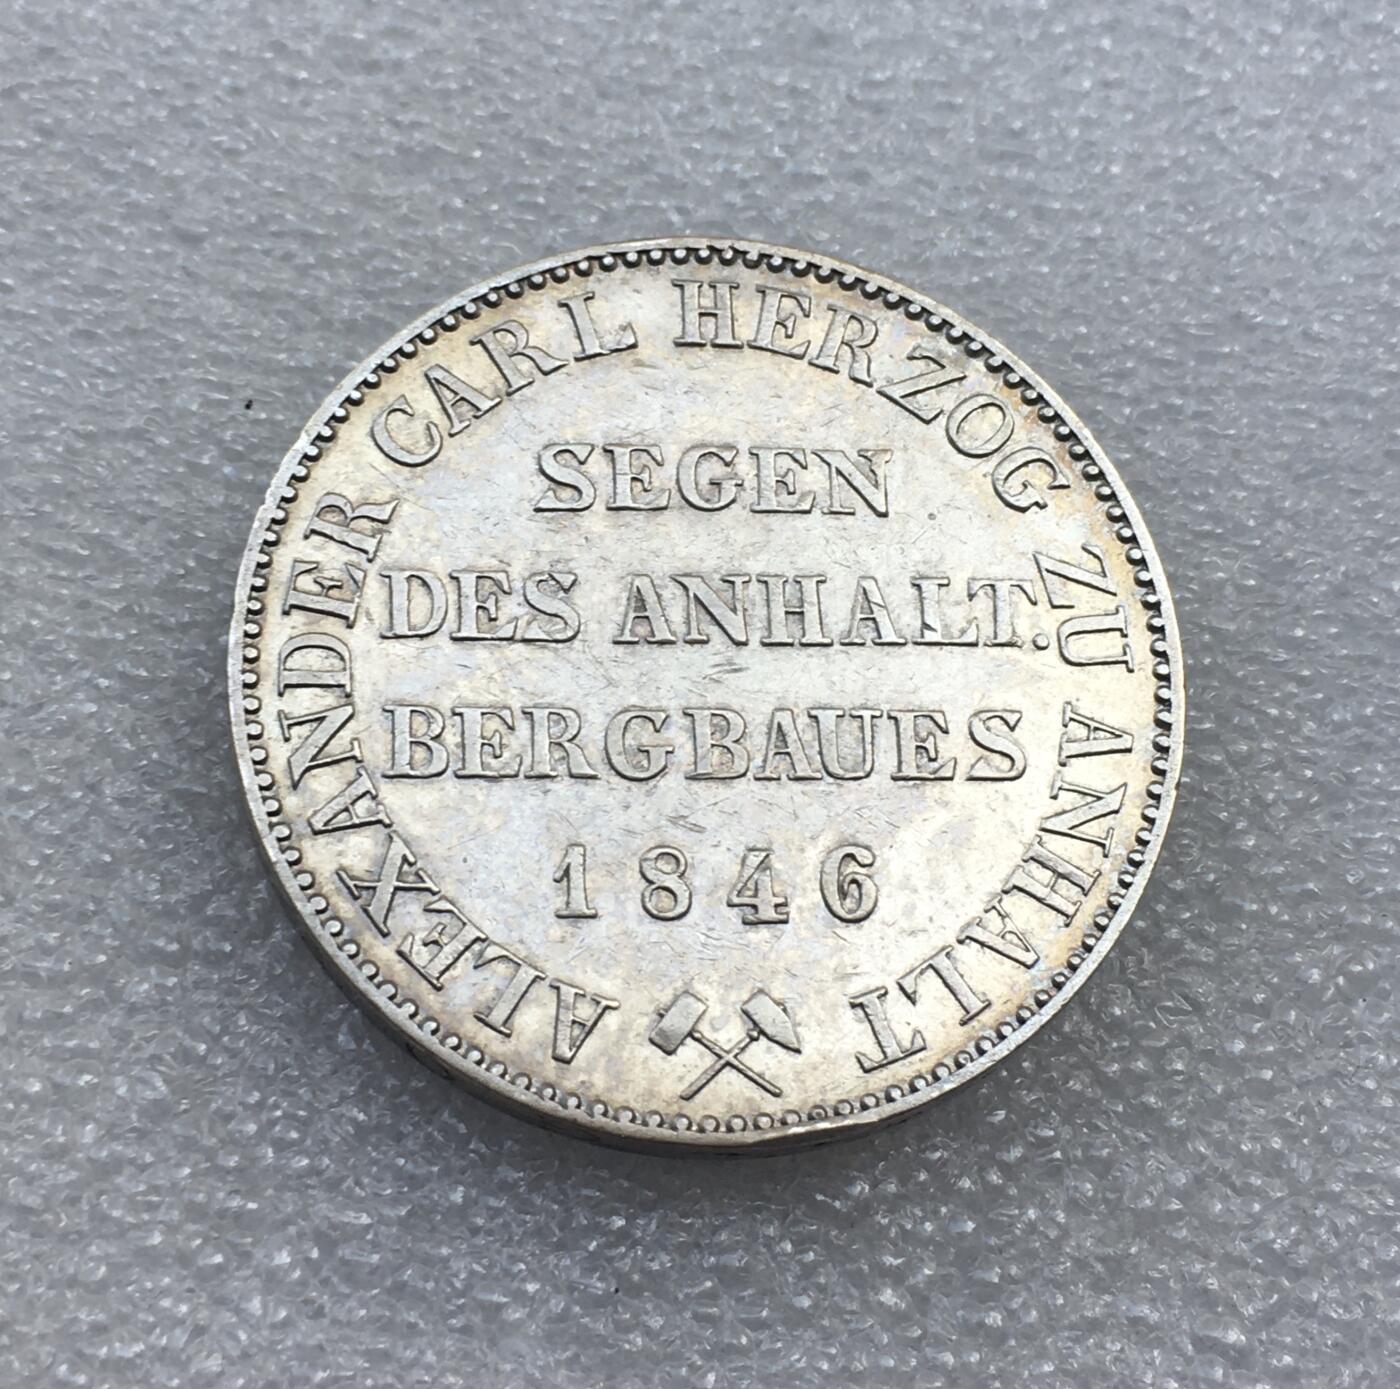 ALEXANDER CARL HERZOG ZU ANHALT
SEGEN
DES ANHALT.
BERGBAUES
1846